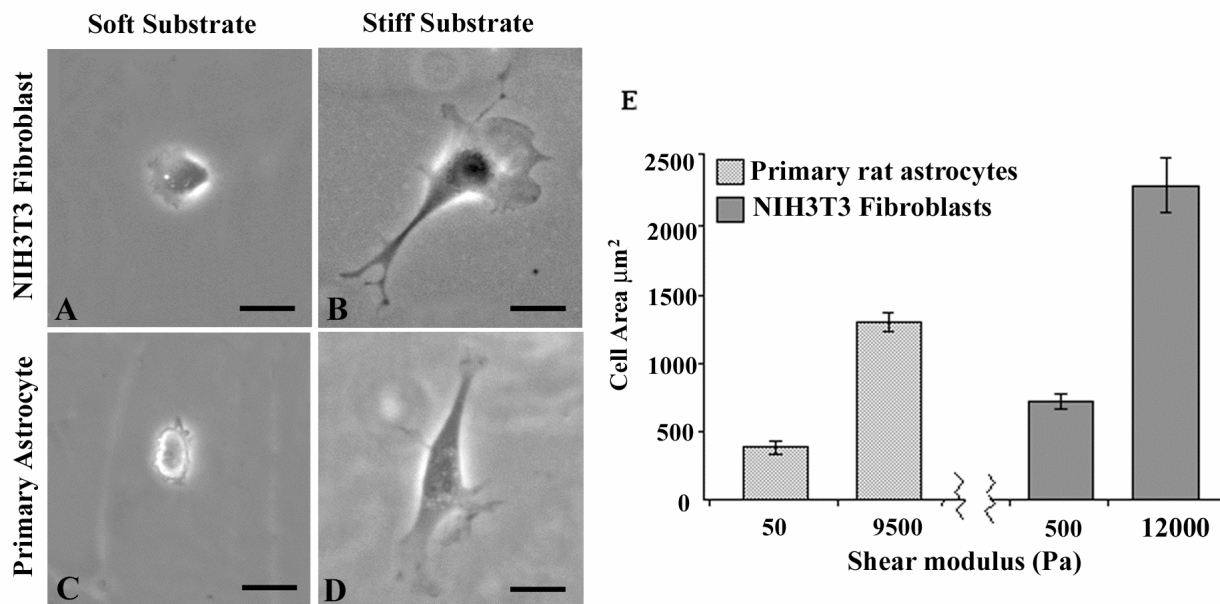 Soft Substrate
Stiff Substrate
NIH3T3 Fibroblast
Primary Astrocyte
A
B
C
D
E
Cell Area μm²
2500
2000
1500
1000
500
0
Primary rat astrocytes
NIH3T3 Fibroblasts
50
9500
500
12000
Shear modulus (Pa)